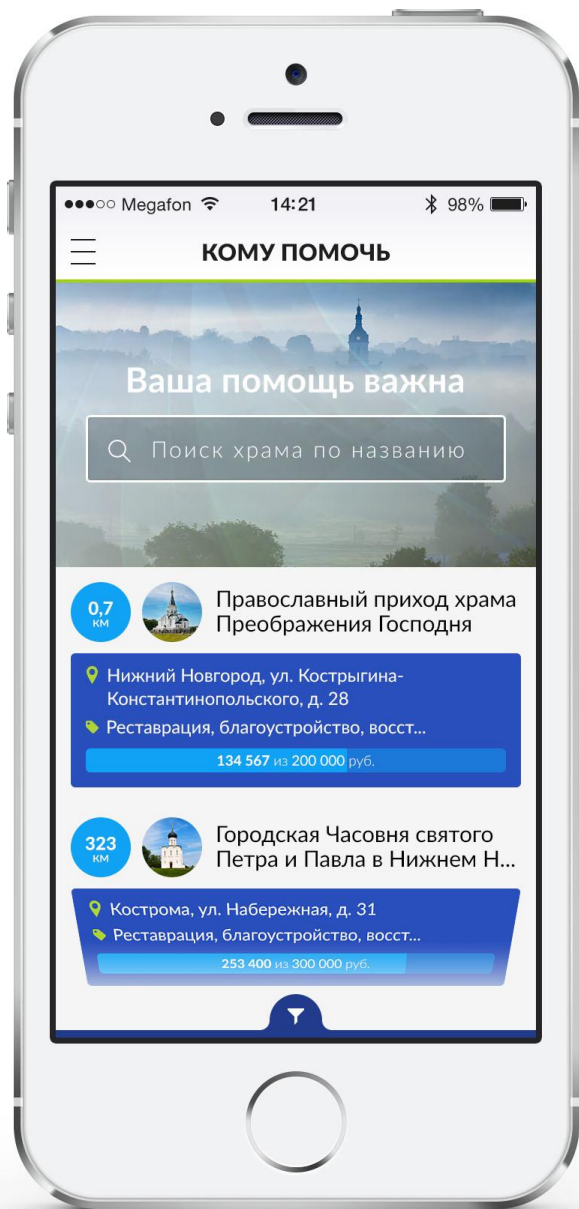 Megafon 14:21 98%
КОМУ ПОМОЧЬ
Ваша помощь важна
Поиск храма по названию
0,7
км
Православный приход храма
Преображения Господня
Нижний Новгород, ул. Кострыгина-
Константинопольского, д. 28
Реставрация, благоустройство, восст...
134 567 из 200 000 руб.
323
км
Городская Часовня святого
Петра и Павла в Нижнем Н...
Кострома, ул. Набережная, д. 31
Реставрация, благоустройство, восст...
253 400 из 300 000 руб.